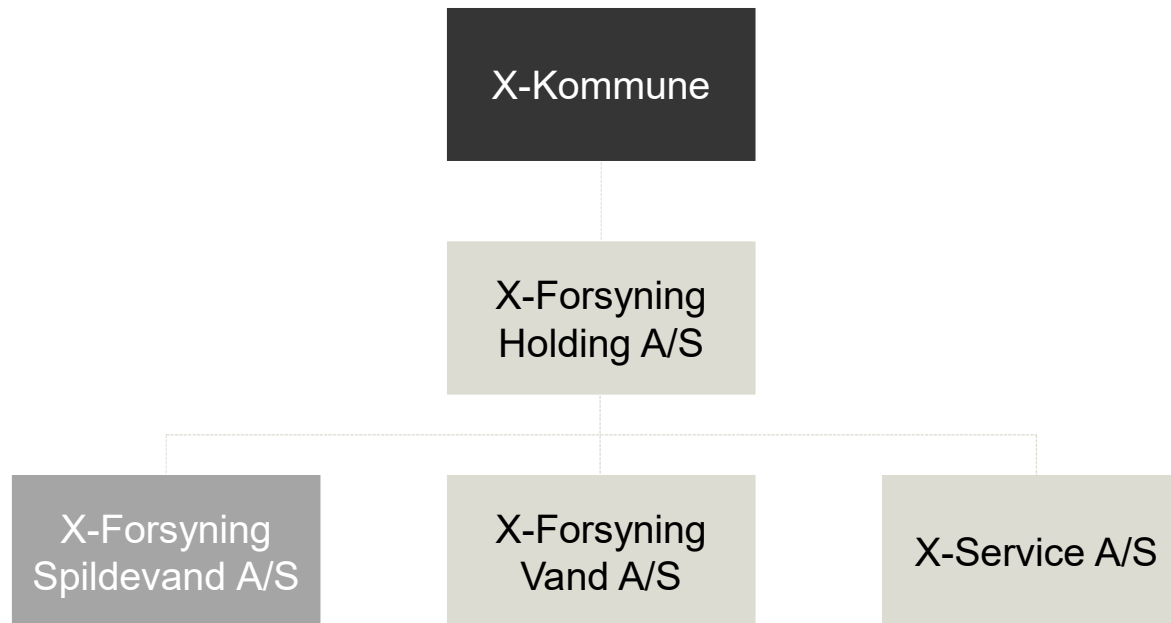 X-Kommune
X-Forsyning
Holding A/S
X-Forsyning
Spildevand A/S
X-Forsyning
Vand A/S
X-Service A/S